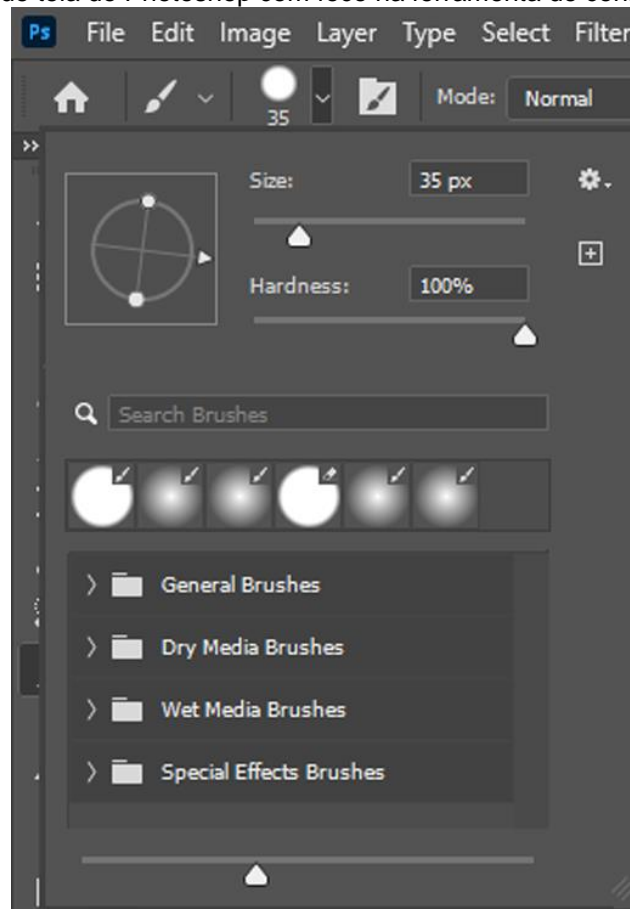 Ps File Edit Image Layer Type Select Filter
35 Mode: Normal
Size: 35 px
Hardness: 100%
Search Brushes
General Brushes
Dry Media Brushes
Wet Media Brushes
Special Effects Brushes